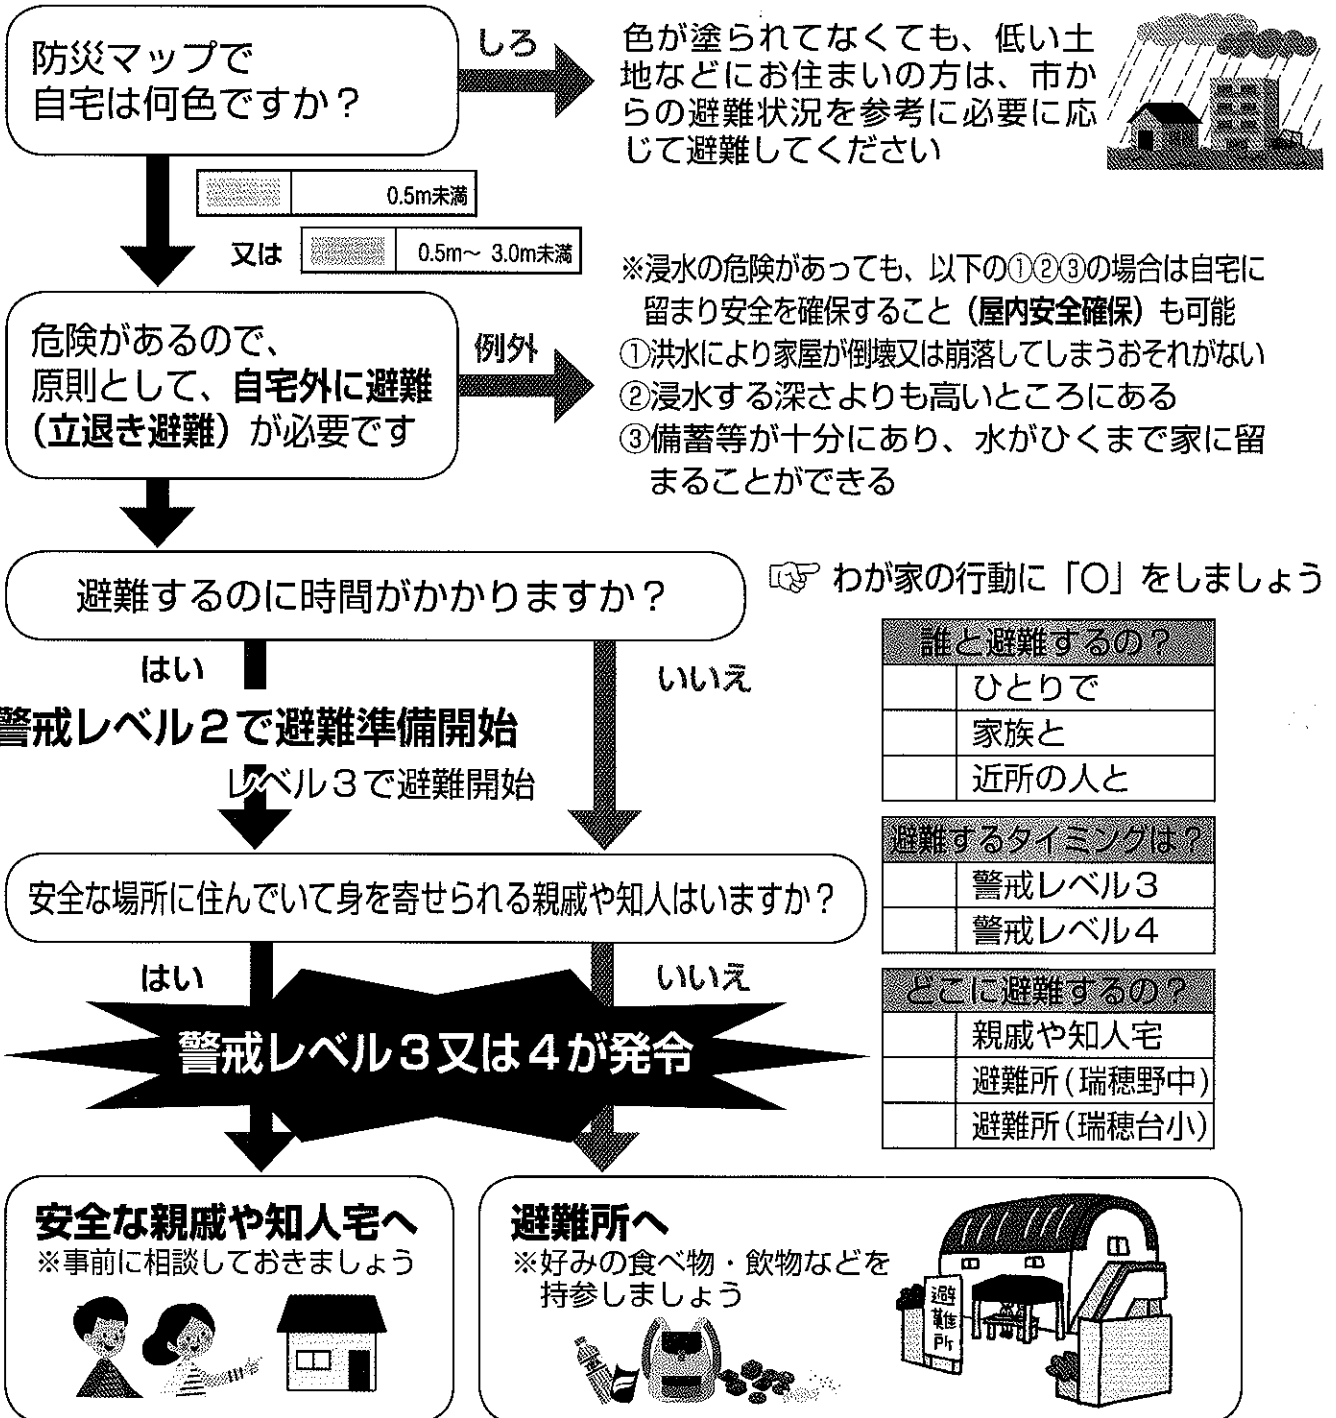 防災マップで
自宅は何色ですか？
しろ
色が塗られてなくても、低い土
地などにお住まいの方は、市か
らの避難状況を参考に必要に応
じて避難してください
0.5m未満
又は
0.5m～ 3.0m未満
危険があるので、
原則として、自宅外に避難
（立退き避難）が必要です
例外
※浸水の危険があっても、以下の①②③の場合は自宅に
留まり安全を確保すること（屋内安全確保）も可能
①洪水により家屋が倒壊又は崩落してしまうおそれがない
②浸水する深さよりも高いところにある
③備蓄等が十分にあり、水がひくまで家に留
まることができる
避難するのに時間がかかりますか？
はい
いいえ
警戒レベル２で避難準備開始
レベル３で避難開始
☞ わが家の行動に「○」をしましょう
誰と避難するの？
ひとりで
家族と
近所の人と
避難するタイミングは？
警戒レベル３
警戒レベル４
どこに避難するの？
親戚や知人宅
避難所(瑞穂野中)
避難所(瑞穂台小)
安全な場所に住んでいて身を寄せられる親戚や知人はいますか？
はい
いいえ
警戒レベル３又は４が発令
安全な親戚や知人宅へ
※事前に相談しておきましょう
避難所へ
※好みの食べ物・飲物などを
持参しましょう
避難所